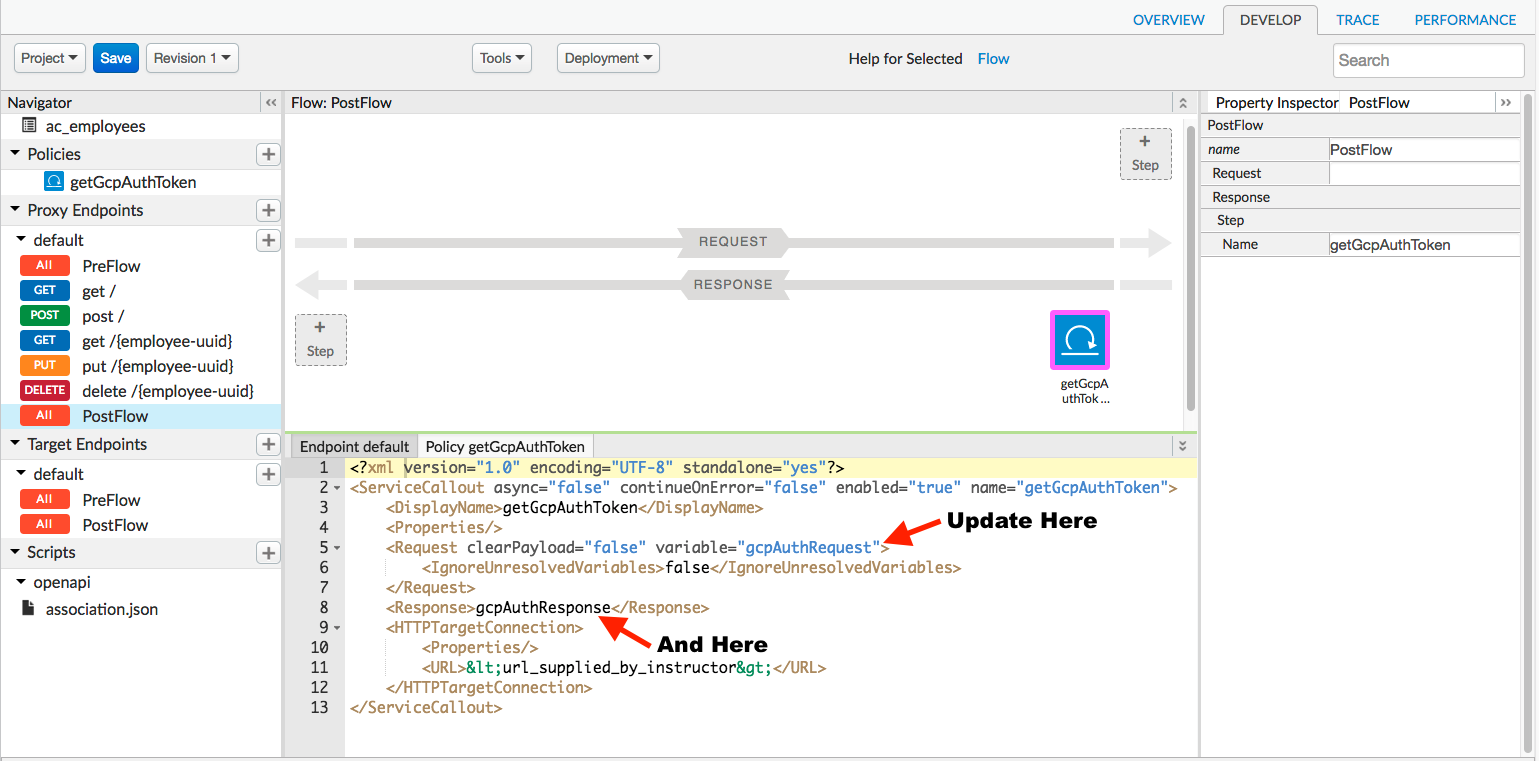 OVERVIEW DEVELOP TRACE PERFORMANCE
Project Save Revision 1 Tools Deployment Help for Selected Flow Search
Navigator
ac_employees
Policies
getGcpAuthToken
Proxy Endpoints
default
All PreFlow
GET get /
POST post /
GET get /{employee-uuid}
PUT put /{employee-uuid}
DELETE delete /{employee-uuid}
All PostFlow
Target Endpoints
default
All PreFlow
All PostFlow
Scripts
openapi
association.json
Flow: PostFlow
+
Step
REQUEST
RESPONSE
+
Step
getGcpA
uthTok ...
Endpoint default Policy getGcpAuthToken
1 <?xml version="1.0" encoding="UTF-8" standalone="yes"?>
2 <ServiceCallout async="false" continueOnError="false" enabled="true" name="getGcpAuthToken">
3 <DisplayName>getGcpAuthToken</DisplayName>
4 <Properties/>
5 <Request clearPayload="false" variable="gcpAuthRequest">
Update Here
6 <IgnoreUnresolvedVariables>false</IgnoreUnresolvedVariables>
7 </Request>
8 <Response>gcpAuthResponse</Response>
9 <HTTPTargetConnection>
And Here
10 <Properties/>
11 <URL>&lt;url_supplied_by_instructor&gt;</URL>
12 </HTTPTargetConnection>
13 </ServiceCallout>
Property Inspector PostFlow
PostFlow
name PostFlow
Request
Response
Step
Name getGcpAuthToken